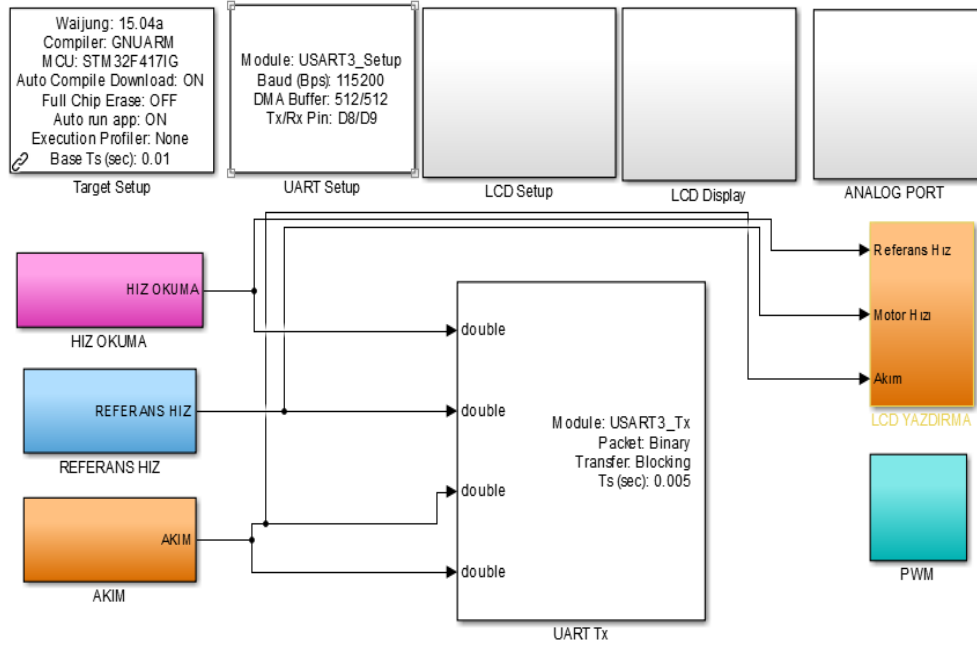 Waijung: 15.04a
Compiler: GNUARM
MCU: STM32F417IG
Auto Compile Download: ON
Full Chip Erase: OFF
Auto run app: ON
Execution Profiler: None
Base Ts (sec): 0.01
Target Setup
Module: USART3_Setup
Baud (Bps): 115200
DMA Buffer: 512/512
Tx/Rx Pin: D8/D9
UART Setup
LCD Setup
LCD Display
ANALOG PORT
HIZ OKUMA
HIZ OKUMA
REFERANS HIZ
REFERANS HIZ
AKIM
AKIM
double
double
double
double
Module: USART3_Tx
Packet: Binary
Transfer: Blocking
Ts (sec): 0.005
UART Tx
Referans Hız
Motor Hızı
Akım
LCD YAZDIRMA
PWM